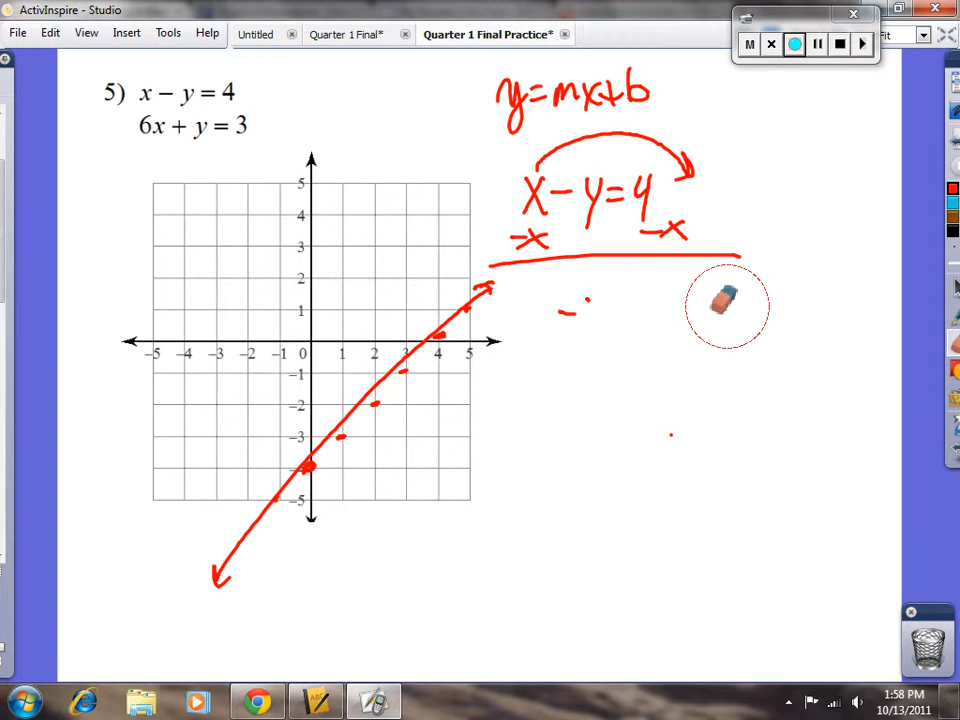 ActivInspire - Studio
File Edit View Insert Tools Help Untitled Quarter 1 Final* Quarter 1 Final Practice* Fit
M
5) x − y = 4
6x + y = 3
y=mx+b
x − y = 4
−x −x
−
5
4
3
2
1
−5 −4 −3 −2 −1 0 1 2 3 4 5
−1
−2
−3
−4
−5
ABC
1:58 PM
10/13/2011